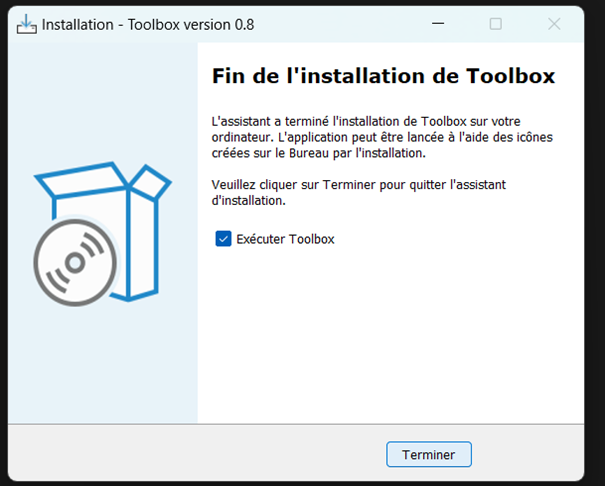 Installation - Toolbox version 0.8
Fin de l'installation de Toolbox
L'assistant a terminé l'installation de Toolbox sur votre
ordinateur. L'application peut être lancée à l'aide des icônes
créées sur le Bureau par l'installation.
Veuillez cliquer sur Terminer pour quitter l'assistant
d'installation.
Exécuter Toolbox
Terminer